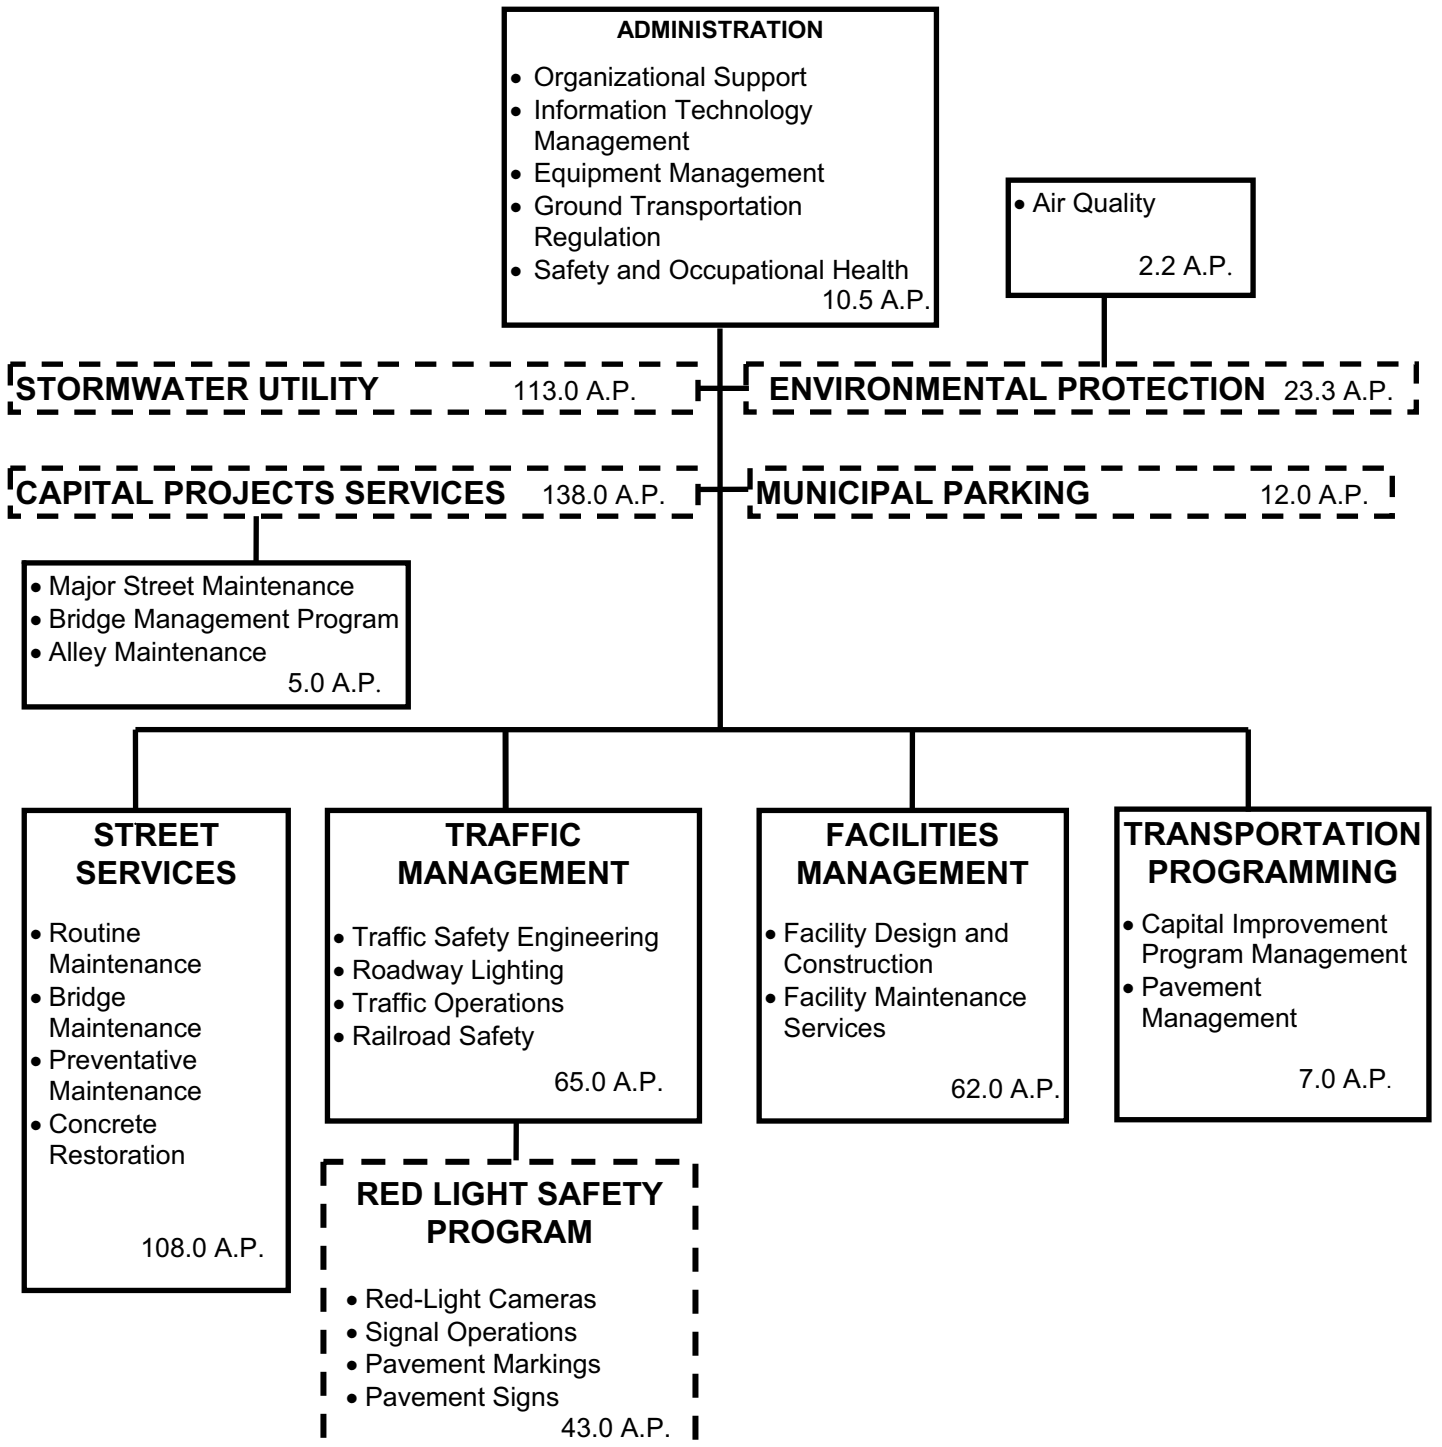 ADMINISTRATION
• Organizational Support
• Information Technology
Management
• Equipment Management
• Ground Transportation
Regulation
• Safety and Occupational Health
10.5 A.P.
• Air Quality
2.2 A.P.
STORMWATER UTILITY 113.0 A.P.
ENVIRONMENTAL PROTECTION 23.3 A.P.
CAPITAL PROJECTS SERVICES 138.0 A.P.
MUNICIPAL PARKING 12.0 A.P.
• Major Street Maintenance
• Bridge Management Program
• Alley Maintenance
5.0 A.P.
STREET
SERVICES
• Routine
Maintenance
• Bridge
Maintenance
• Preventative
Maintenance
• Concrete
Restoration
108.0 A.P.
TRAFFIC
MANAGEMENT
• Traffic Safety Engineering
• Roadway Lighting
• Traffic Operations
• Railroad Safety
65.0 A.P.
RED LIGHT SAFETY
PROGRAM
• Red-Light Cameras
• Signal Operations
• Pavement Markings
• Pavement Signs
43.0 A.P.
FACILITIES
MANAGEMENT
• Facility Design and
Construction
• Facility Maintenance
Services
62.0 A.P.
TRANSPORTATION
PROGRAMMING
• Capital Improvement
Program Management
• Pavement
Management
7.0 A.P.